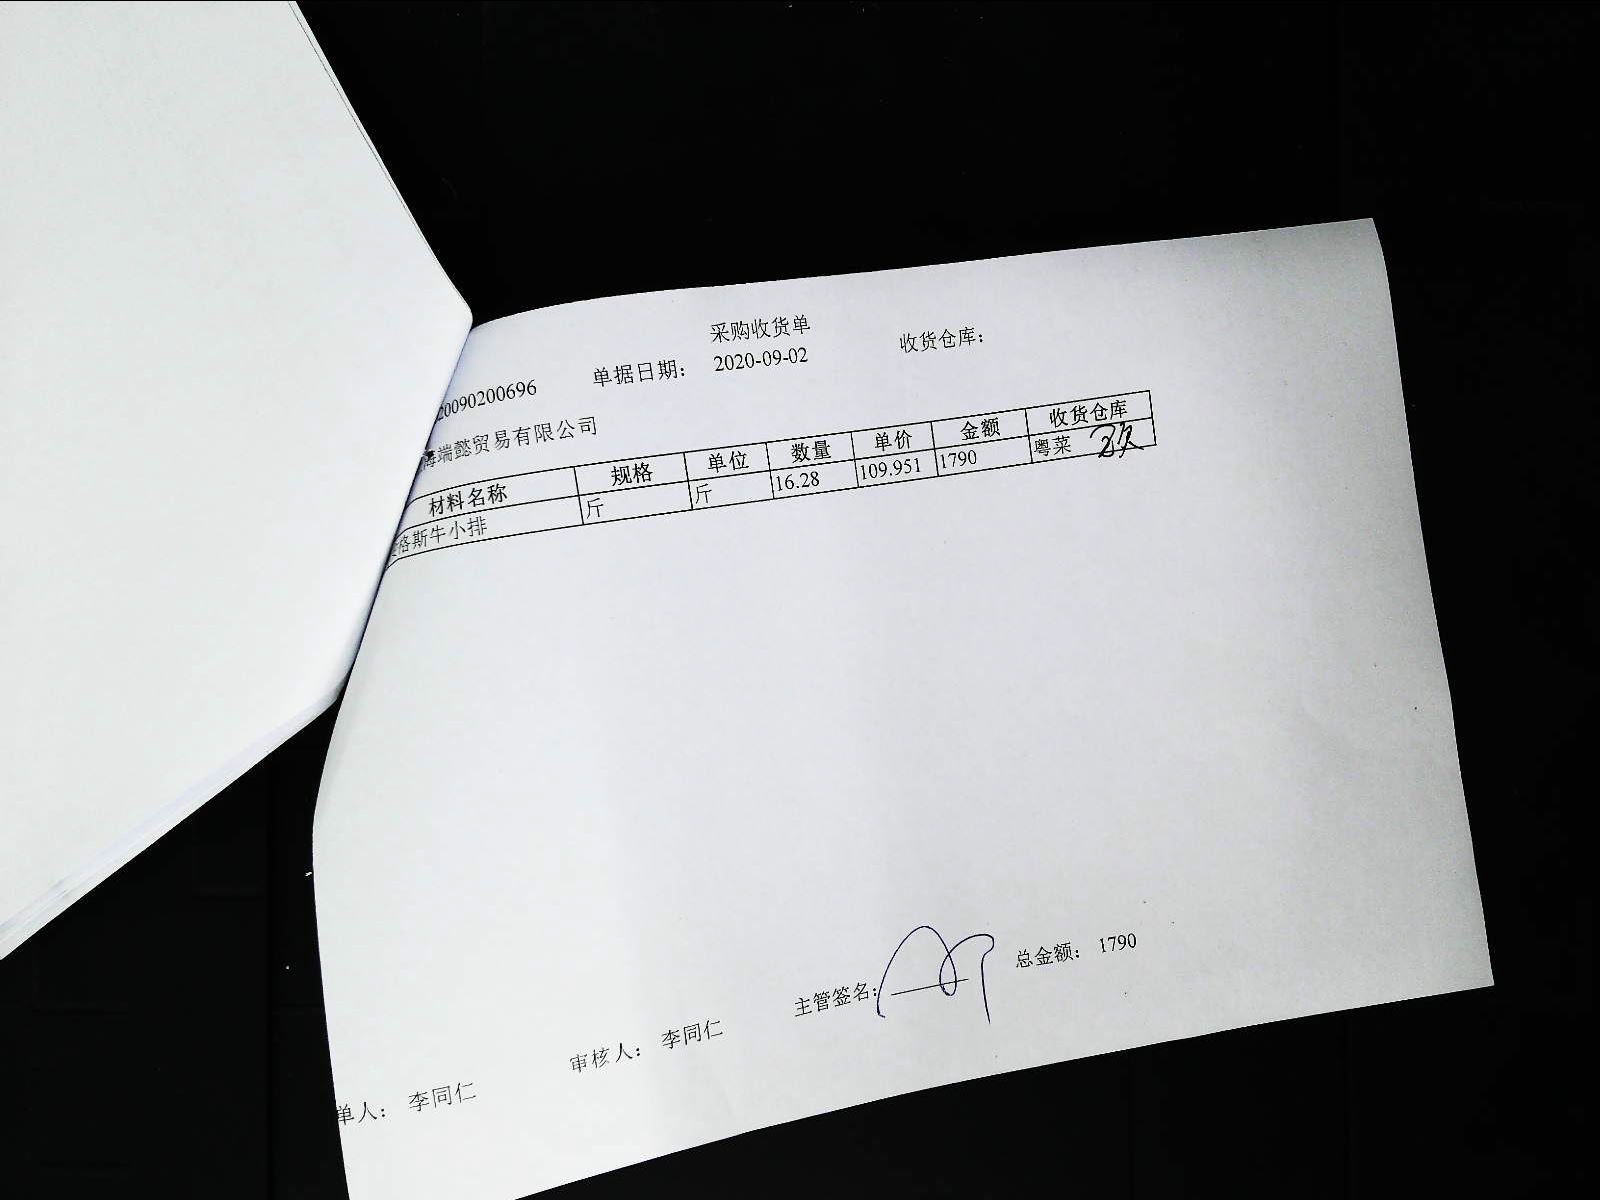 采购收货单
20090200696 单据日期： 2020-09-02 收货仓库：
海端懿贸易有限公司
材料名称 规格 单位 数量 单价 金额 收货仓库
格斯牛小排 斤 斤 16.28 109.951 1790 粤菜
主管签名： 总金额： 1790
单人： 李同仁 审核人： 李同仁